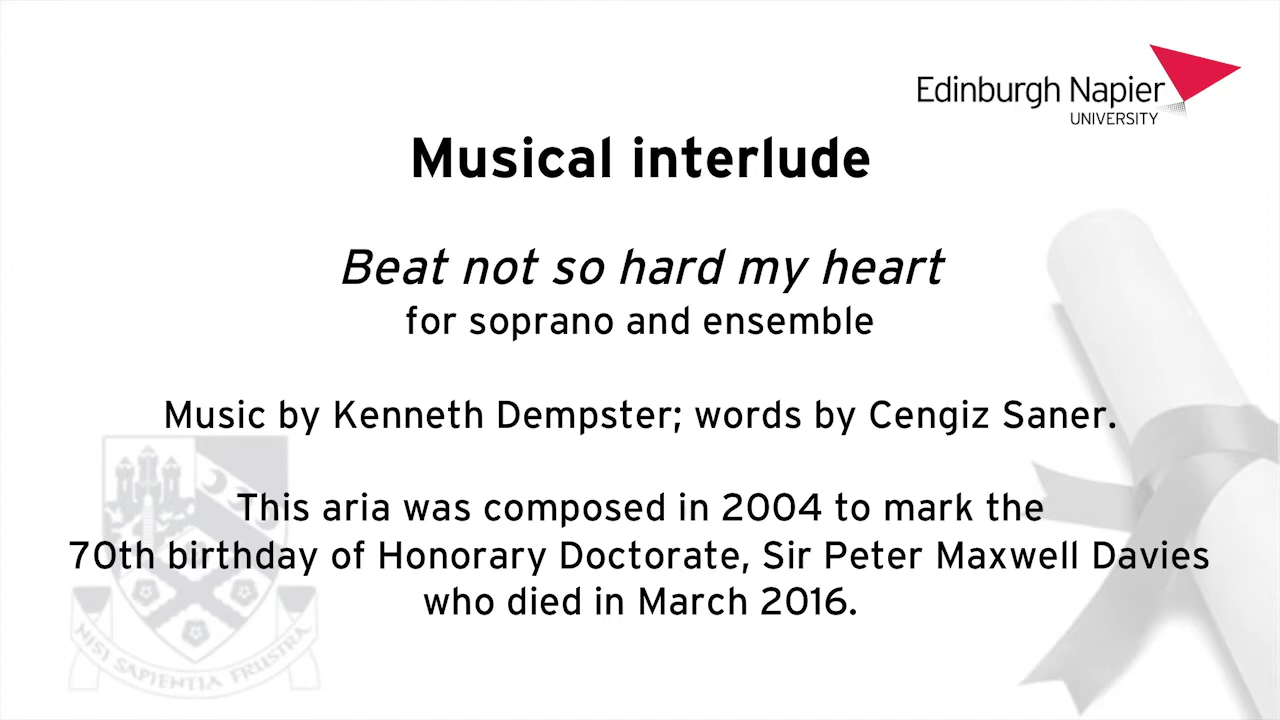 Edinburgh Napier
UNIVERSITY
Musical interlude
Beat not so hard my heart
for soprano and ensemble
Music by Kenneth Dempster; words by Cengiz Saner.
This aria was composed in 2004 to mark the
70th birthday of Honorary Doctorate, Sir Peter Maxwell Davies
who died in March 2016.
NISI SAPIENTIA FRUSTRA